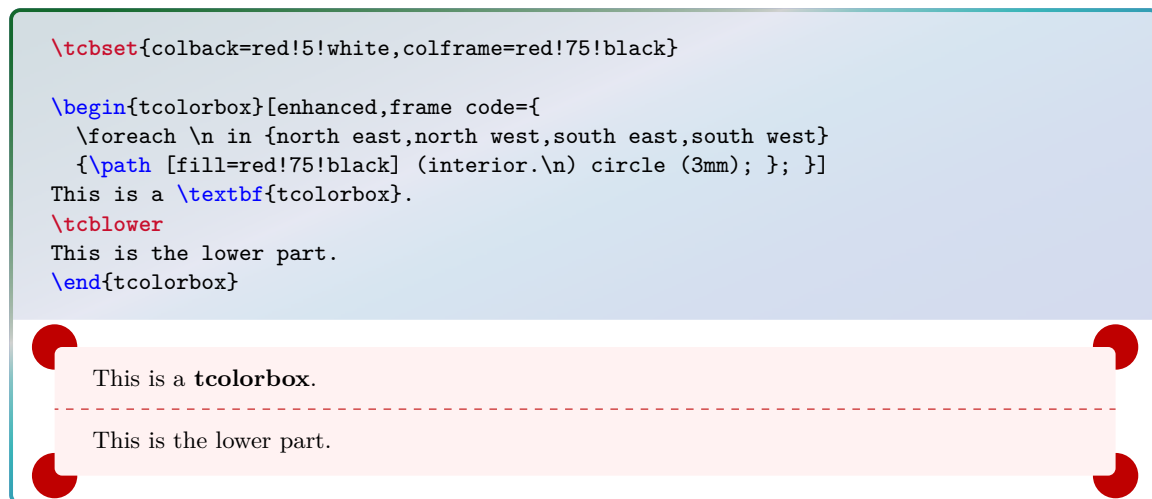 \tcbset{colback=red!5!white,colframe=red!75!black}

\begin{tcolorbox}[enhanced,frame code={
  \foreach \n in {north east,north west,south east,south west}
  {\path [fill=red!75!black] (interior.\n) circle (3mm); }; }]
This is a \textbf{tcolorbox}.
\tcblower
This is the lower part.
\end{tcolorbox}
This is a tcolorbox.
This is the lower part.